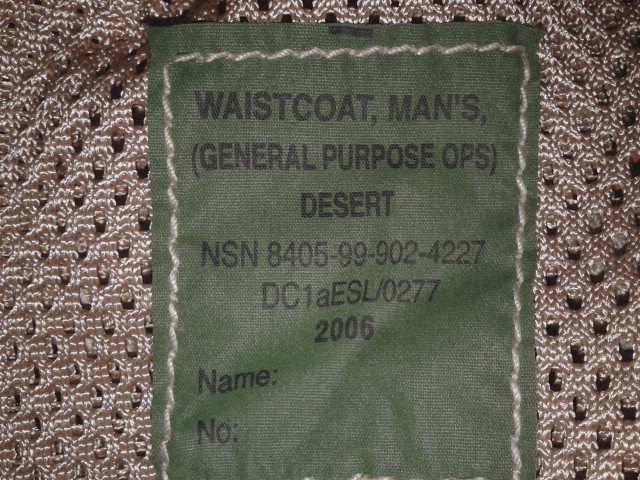 WAISTCOAT, MAN'S,
(GENERAL PURPOSE OPS)
DESERT
NSN 8405-99-902-4227
DC1aESL/0277
2006
Name:
No: